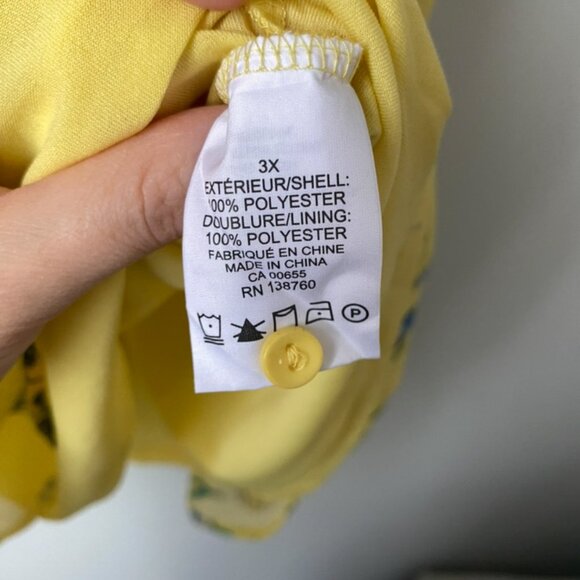 3X
EXTÉRIEUR/SHELL:
100% POLYESTER
DOUBLURE/LINING:
100% POLYESTER
FABRIQUÉ EN CHINE
MADE IN CHINA
CA 00655
RN 138760
P